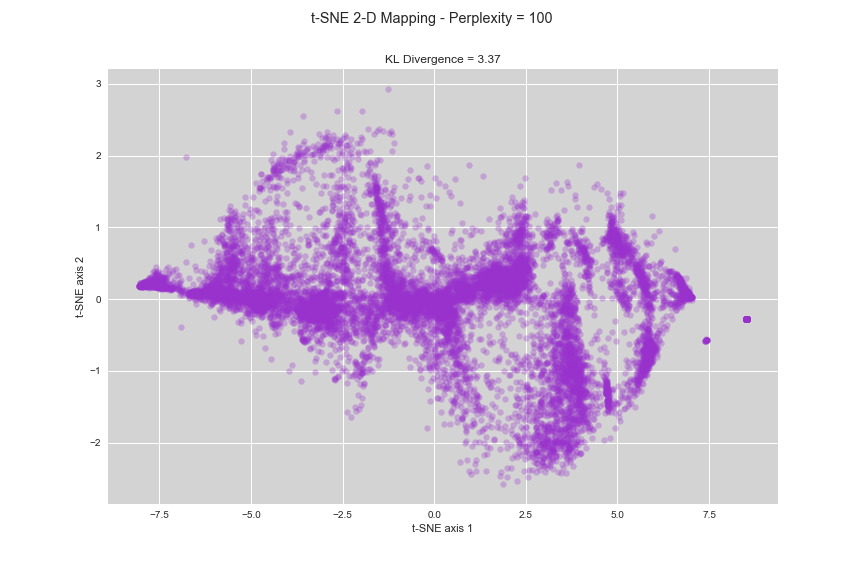 t-SNE 2-D Mapping - Perplexity = 100
KL Divergence = 3.37
3
2
1
0
−1
−2
t-SNE axis 2
−7.5 −5.0 −2.5 0.0 2.5 5.0 7.5
t-SNE axis 1